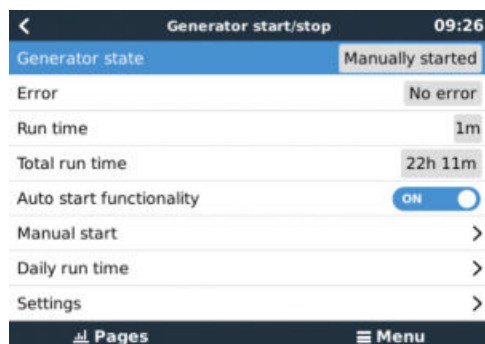 Generator start/stop 09:26
Generator state Manually started
Error No error
Run time 1m
Total run time 22h 11m
Auto start functionality ON
Manual start
Daily run time
Settings
Pages Menu